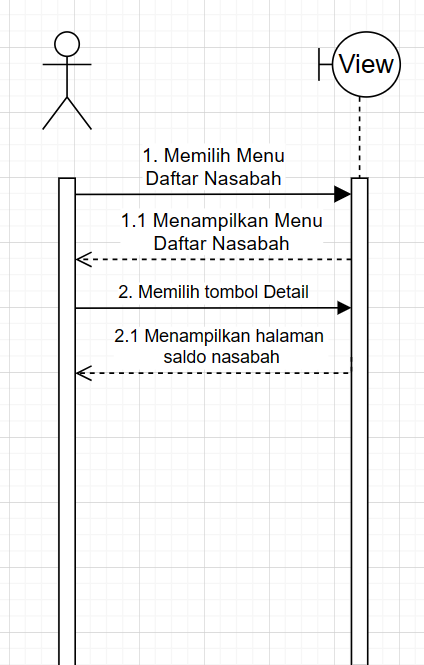 View
1. Memilih Menu
Daftar Nasabah
1.1 Menampilkan Menu
Daftar Nasabah
2. Memilih tombol Detail
2.1 Menampilkan halaman
saldo nasabah